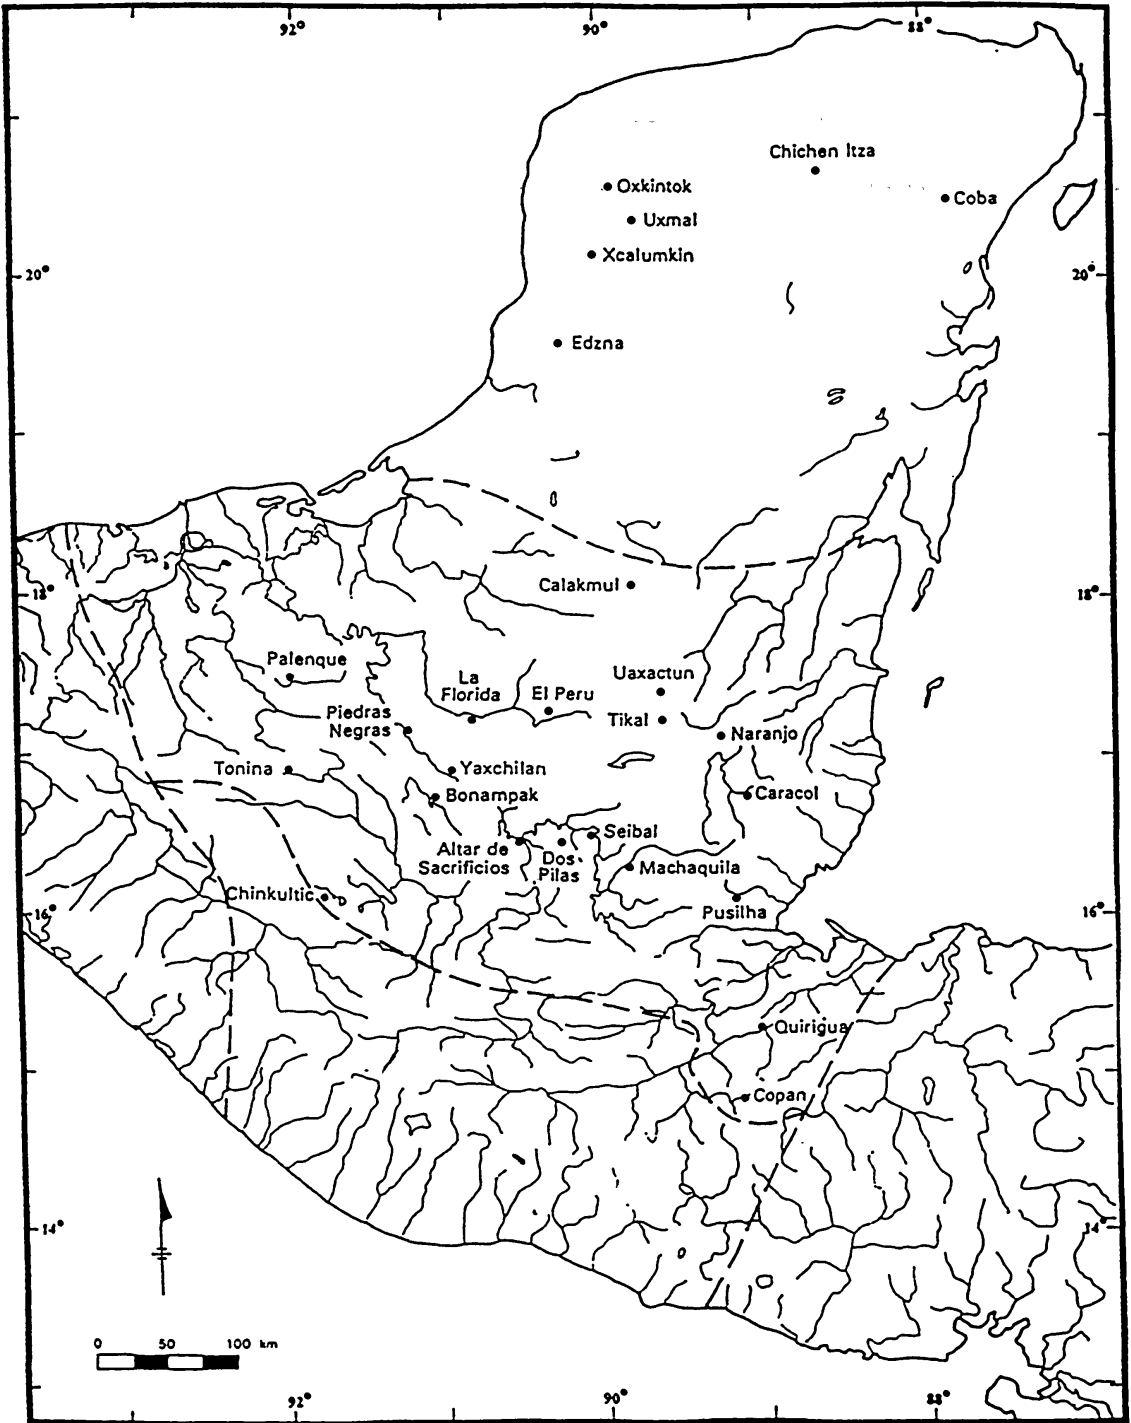 92°
90°
88°
Chichen Itza
Oxkintok
Coba
Uxmal
Xcalumkin
20°
20°
Edzna
Calakmul
18°
18°
Palenque
La
Florida
El Peru
Uaxactun
Piedras
Negras
Tikal
Naranjo
Tonina
Yaxchilan
Bonampak
Caracol
Altar de
Sacrificios
Dos
Pilas
Seibal
Machaquila
Chinkultic
Pusilha
16°
16°
Quirigua
Copan
14°
14°
0 50 100 km
92°
90°
88°